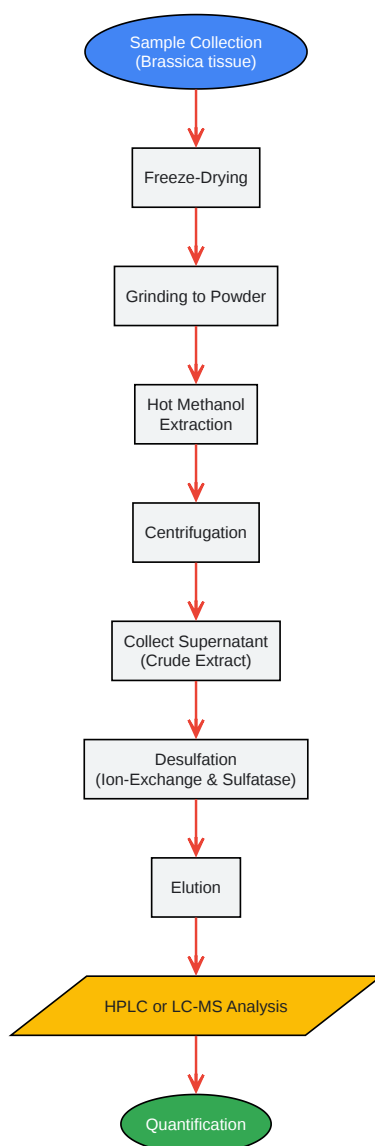 Sample Collection
(Brassica tissue)
Freeze-Drying
Grinding to Powder
Hot Methanol
Extraction
Centrifugation
Collect Supernatant
(Crude Extract)
Desulfation
(Ion-Exchange & Sulfatase)
Elution
HPLC or LC-MS Analysis
Quantification